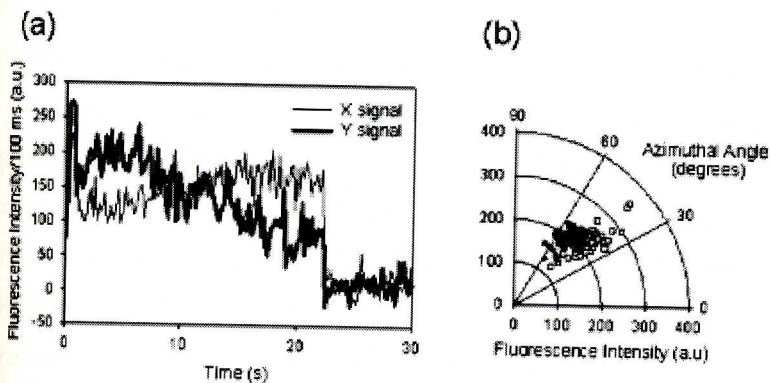 (a)
Fluorescence Intensity/100 ms (a.u.)
300
250
200
150
100
50
0
-50
X signal
Y signal
0
10
20
30
Time (s)
(b)
90
400
300
200
100
0
60
Azimuthal Angle
(degrees)
30
0
0
100
200
300
400
Fluorescence Intensity (a.u)